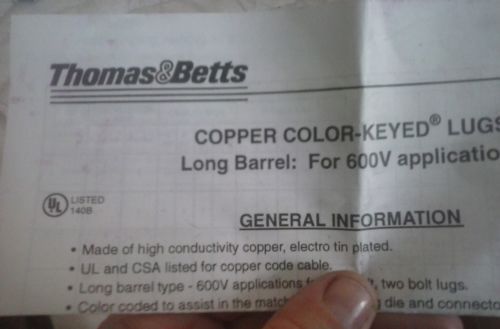 Thomas&Betts
COPPER COLOR-KEYED® LUGS
Long Barrel: For 600V applicatio
UL LISTED
140B
GENERAL INFORMATION
• Made of high conductivity copper, electro tin plated.
• UL and CSA listed for copper code cable.
• Long barrel type - 600V applications two bolt lugs.
• Color coded to assist in the die and connecto